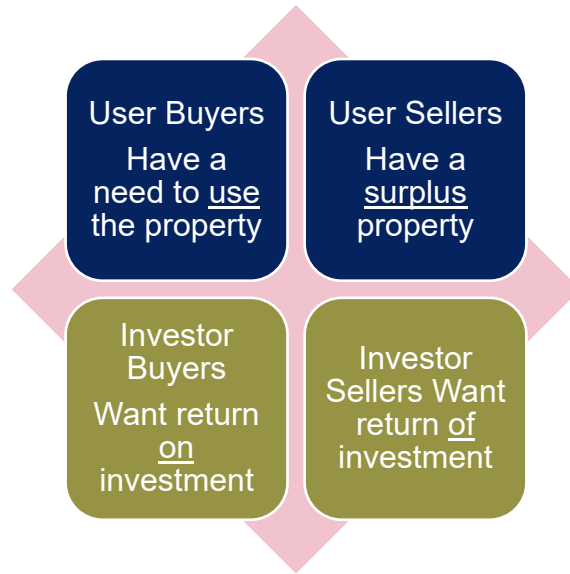 User Buyers
Have a
need to use
the property
User Sellers
Have a
surplus
property
Investor
Buyers
Want return
on
investment
Investor
Sellers Want
return of
investment